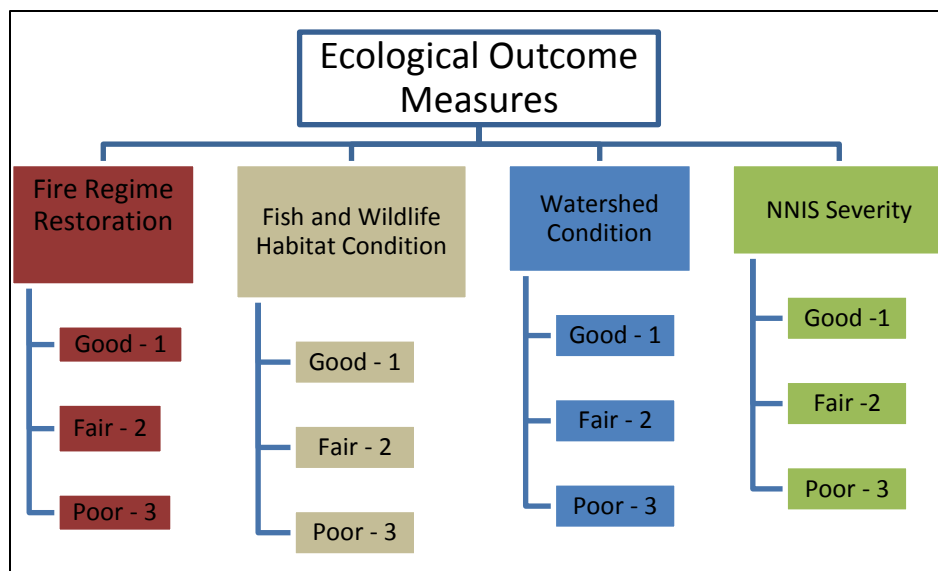 Ecological Outcome
Measures
Fire Regime
Restoration
Good - 1
Fair - 2
Poor - 3
Fish and Wildlife
Habitat Condition
Good - 1
Fair - 2
Poor - 3
Watershed
Condition
Good - 1
Fair - 2
Poor - 3
NNIS Severity
Good -1
Fair -2
Poor - 3